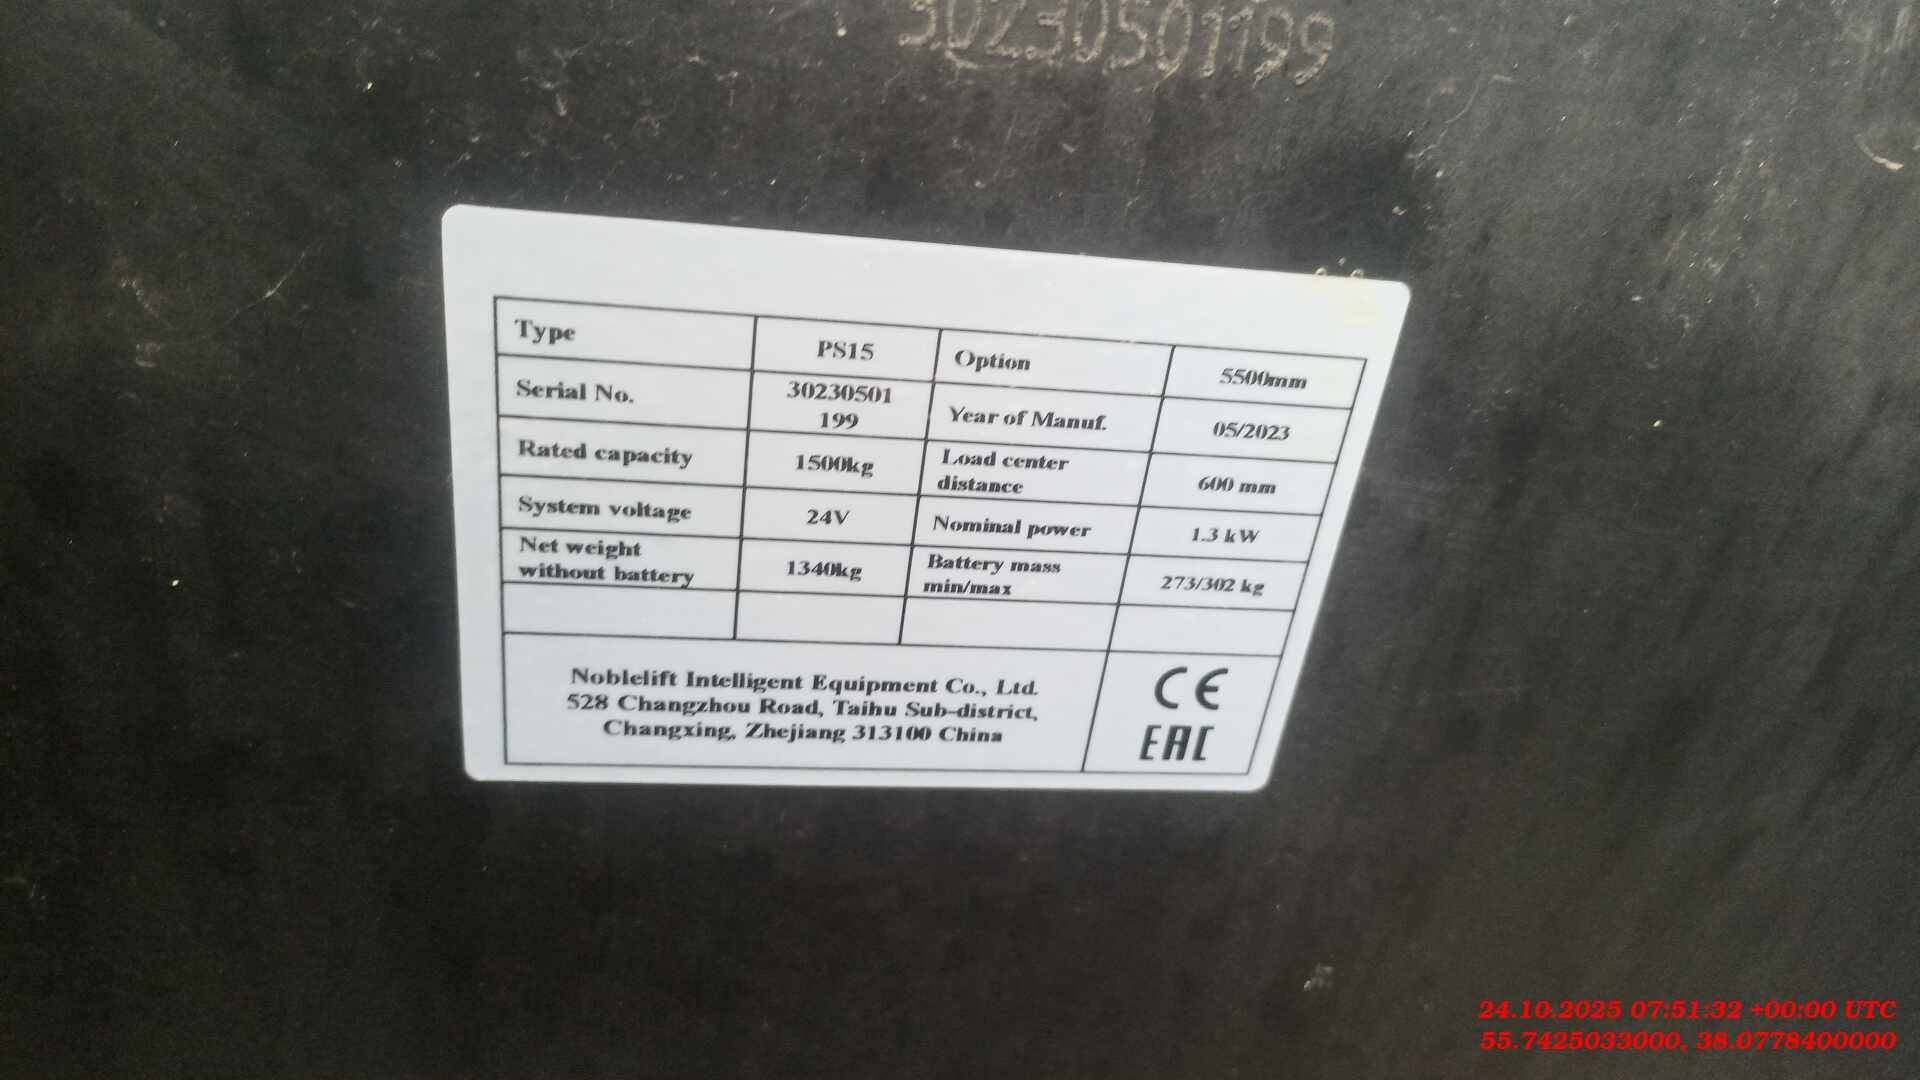 30230501199
Type PS15 Option 5500mm
Serial No. 30230501 199 Year of Manuf. 05/2023
Rated capacity 1500kg Load center distance 600 mm
System voltage 24V Nominal power 1.3 kW
Net weight without battery 1340kg Battery mass min/max 273/302 kg
Noblelift Intelligent Equipment Co., Ltd.
528 Changzhou Road, Taihu Sub-district,
Changxing, Zhejiang 313100 China
CE
EAC
24.10.2025 07:51:32 +00:00 UTC
55.7425033000, 38.0778400000